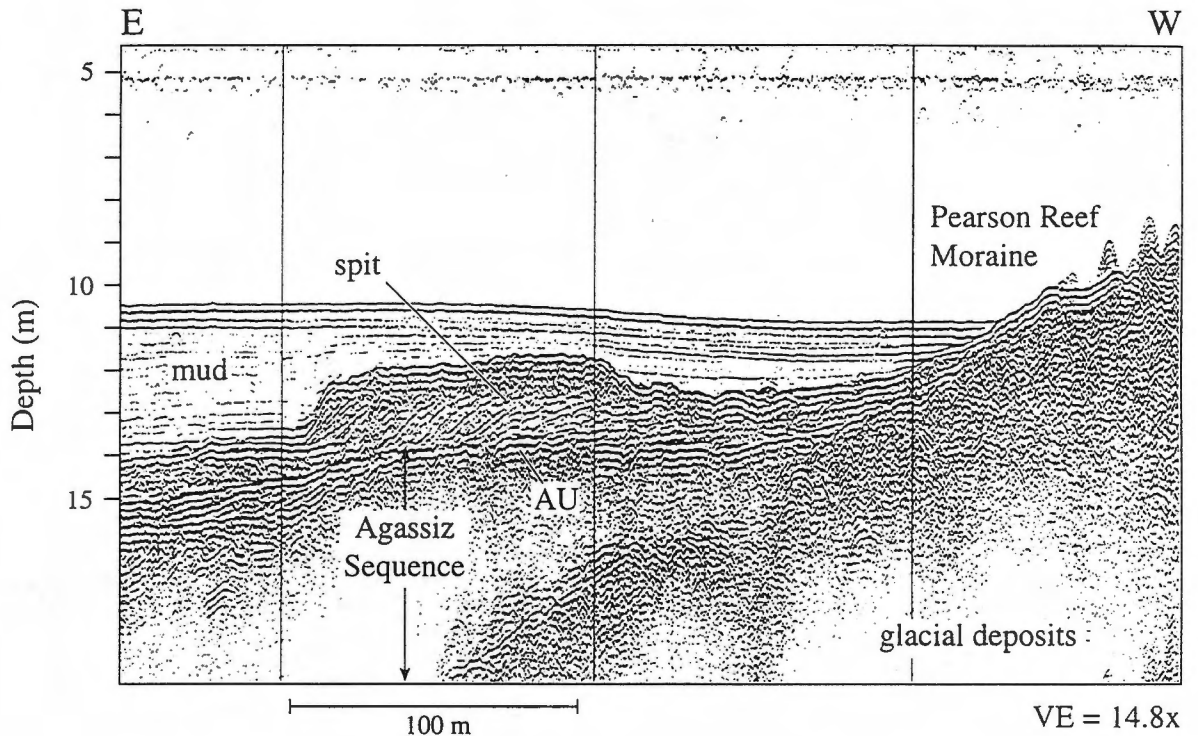 E
W
5
10
15
Depth (m)
Pearson Reef
Moraine
spit
mud
AU
Agassiz
Sequence
glacial deposits
100 m
VE = 14.8x